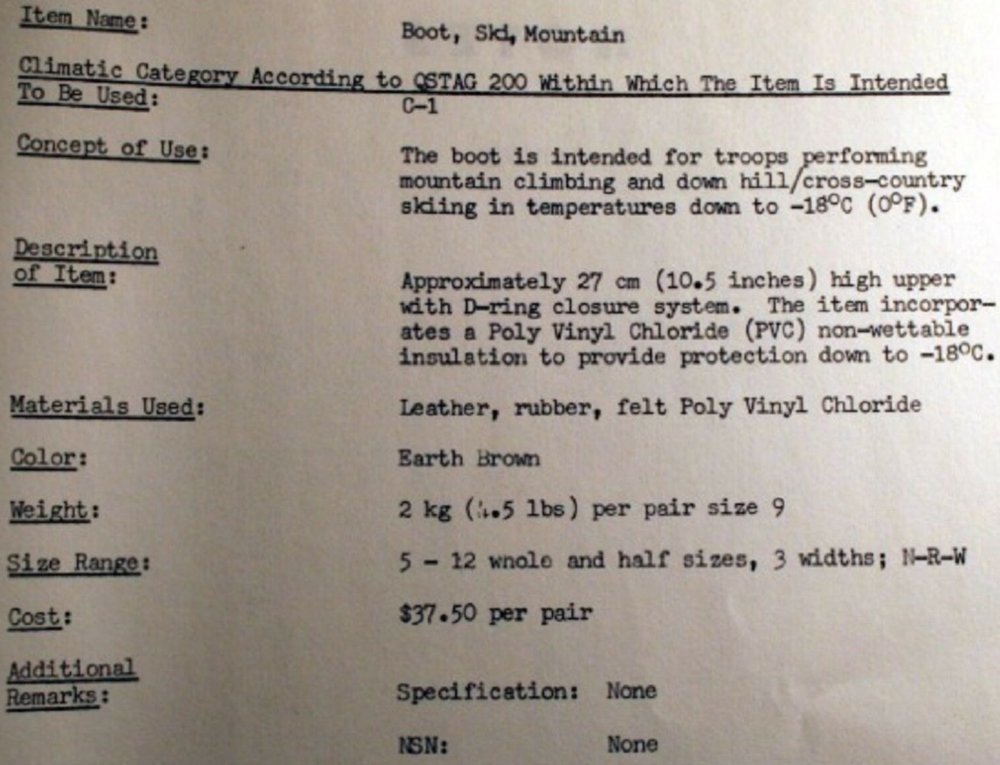 Item Name: Boot, Ski, Mountain
Climatic Category According to QSTAG 200 Within Which The Item Is Intended
To Be Used: C-1
Concept of Use: The boot is intended for troops performing
mountain climbing and down hill/cross-country
skiing in temperatures down to -18°C (0°F).
Description
of Item: Approximately 27 cm (10.5 inches) high upper
with D-ring closure system. The item incorpor-
ates a Poly Vinyl Chloride (PVC) non-wettable
insulation to provide protection down to -18°C.
Materials Used: Leather, rubber, felt Poly Vinyl Chloride
Color: Earth Brown
Weight: 2 kg (4.5 lbs) per pair size 9
Size Range: 5 - 12 whole and half sizes, 3 widths; N-R-W
Cost: $37.50 per pair
Additional
Remarks: Specification: None
NSN: None